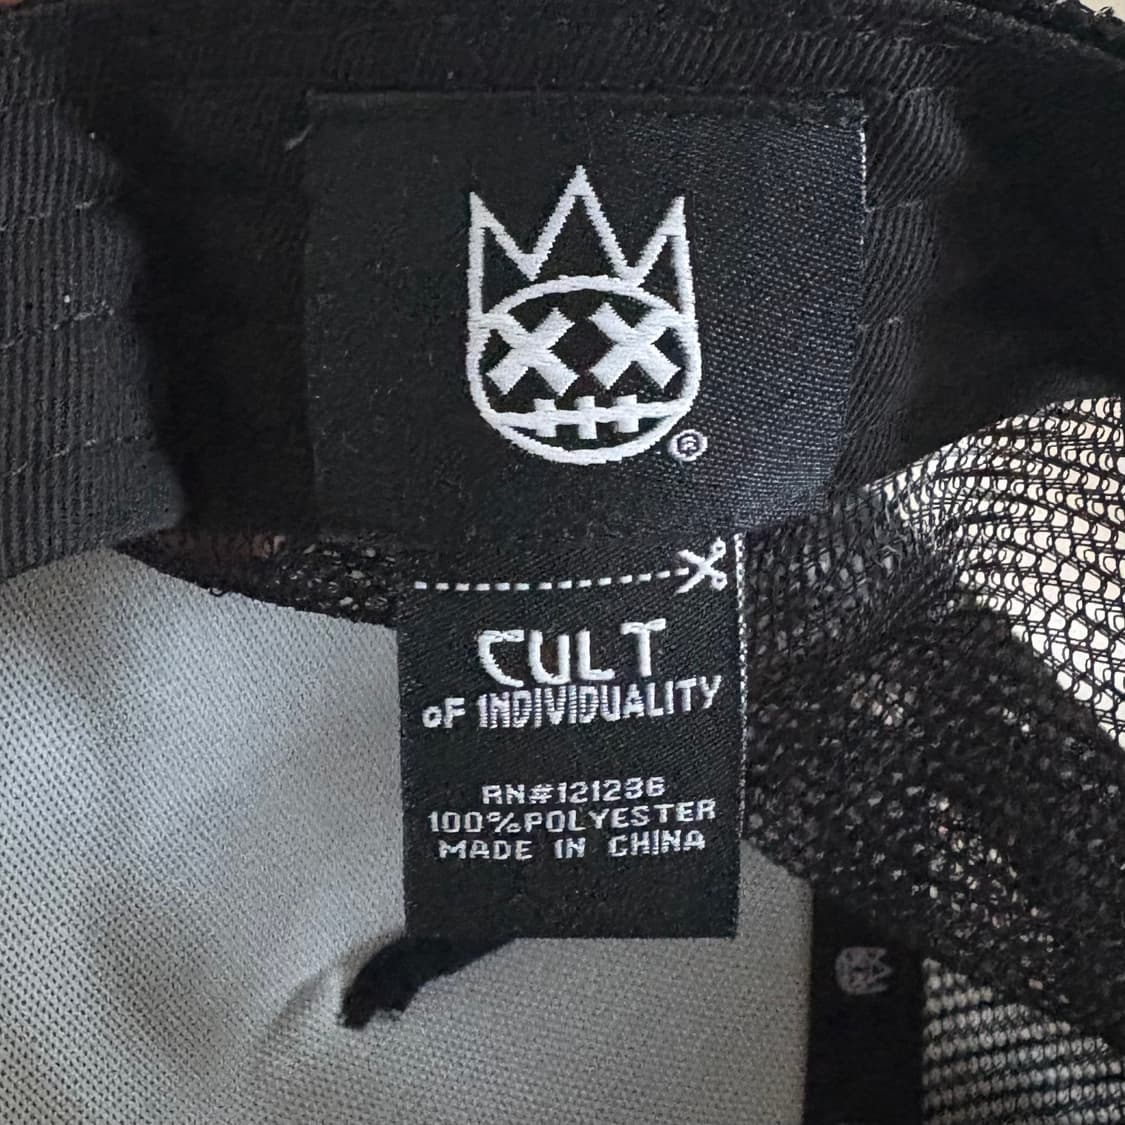 ®
CULT
OF INDIVIDUALITY
RN#121236
100%POLYESTER
MADE IN CHINA